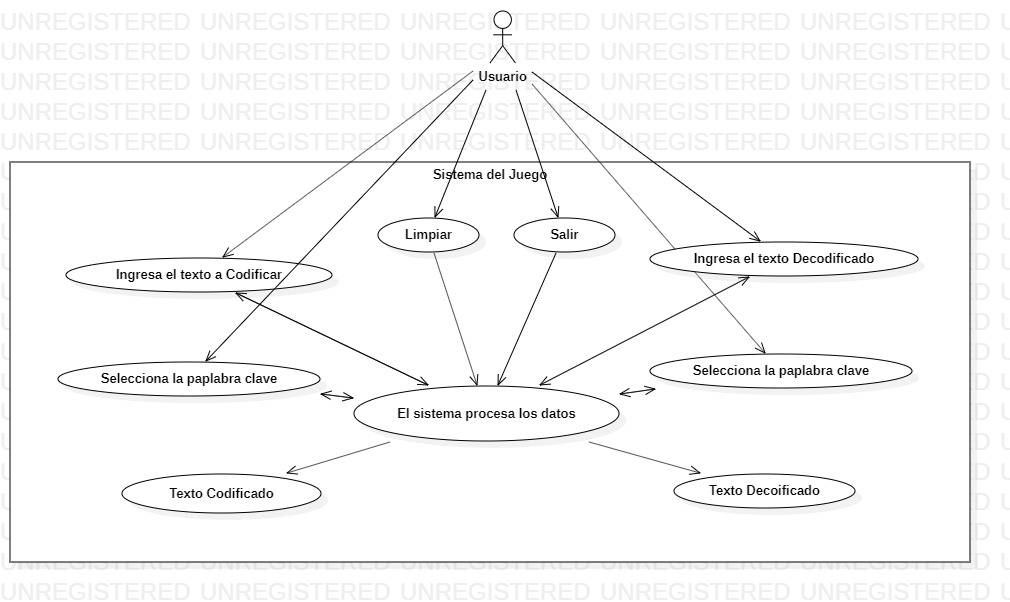 UNREGISTERED UNREGISTERED UNREGISTERED UNREGISTERED UNREGISTERED
Usuario
Sistema del Juego
Limpiar
Salir
Ingresa el texto a Codificar
Ingresa el texto Decodificado
Selecciona la paplabra clave
Selecciona la paplabra clave
El sistema procesa los datos
Texto Codificado
Texto Decoificado